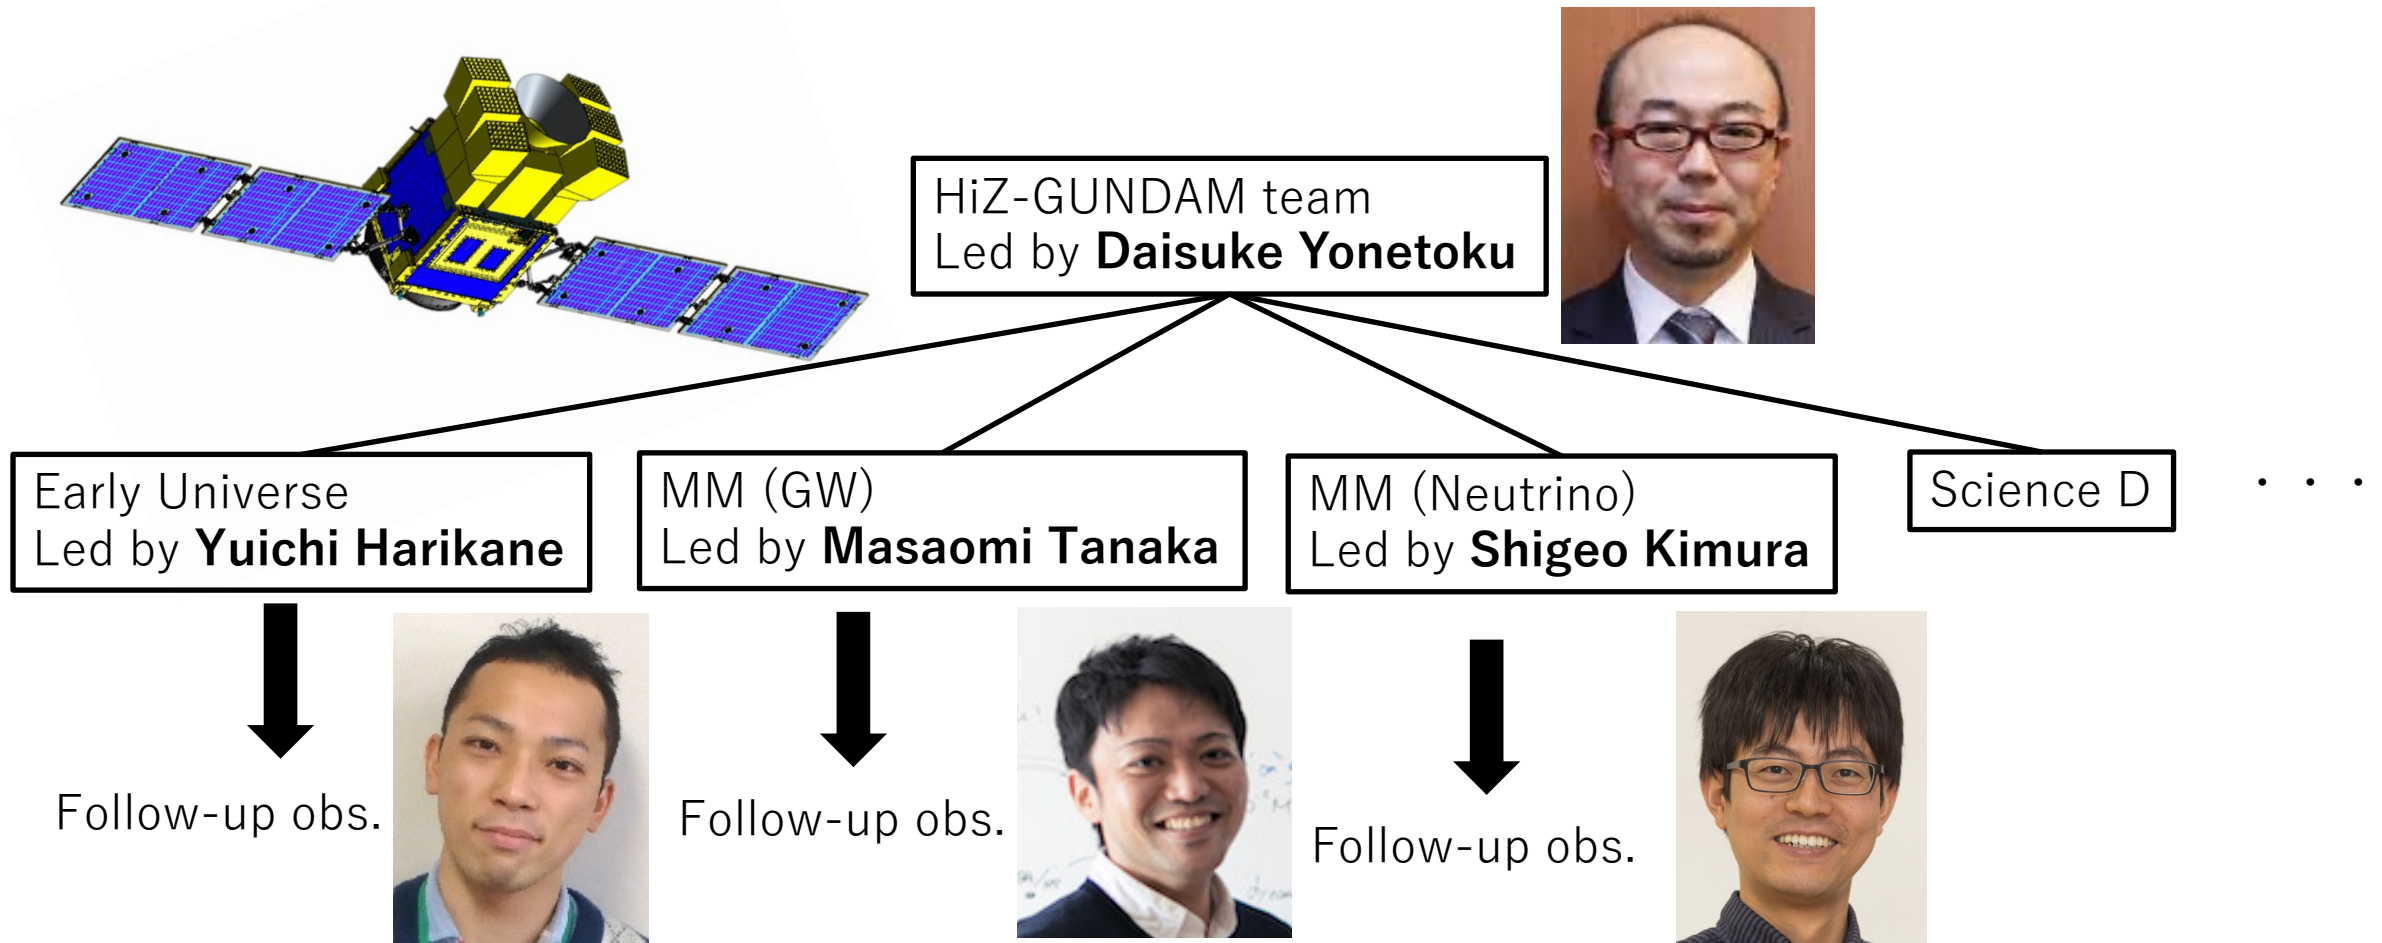 HiZ-GUNDAM team
Led by Daisuke Yonetoku
Early Universe
Led by Yuichi Harikane
MM (GW)
Led by Masaomi Tanaka
MM (Neutrino)
Led by Shigeo Kimura
Science D
・・・
Follow-up obs.
Follow-up obs.
Follow-up obs.